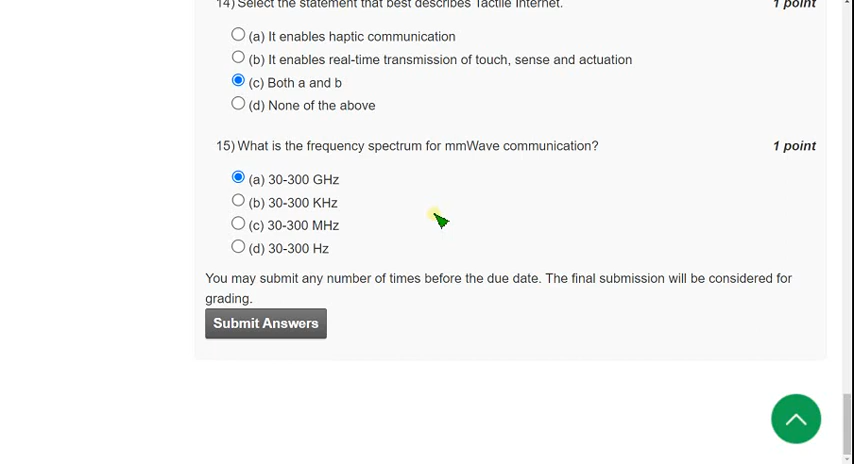 14) Select the statement that best describes Tactile Internet.
1 point
(a) It enables haptic communication
(b) It enables real-time transmission of touch, sense and actuation
(c) Both a and b
(d) None of the above
15) What is the frequency spectrum for mmWave communication?
1 point
(a) 30-300 GHz
(b) 30-300 KHz
(c) 30-300 MHz
(d) 30-300 Hz
You may submit any number of times before the due date. The final submission will be considered for
grading.
Submit Answers